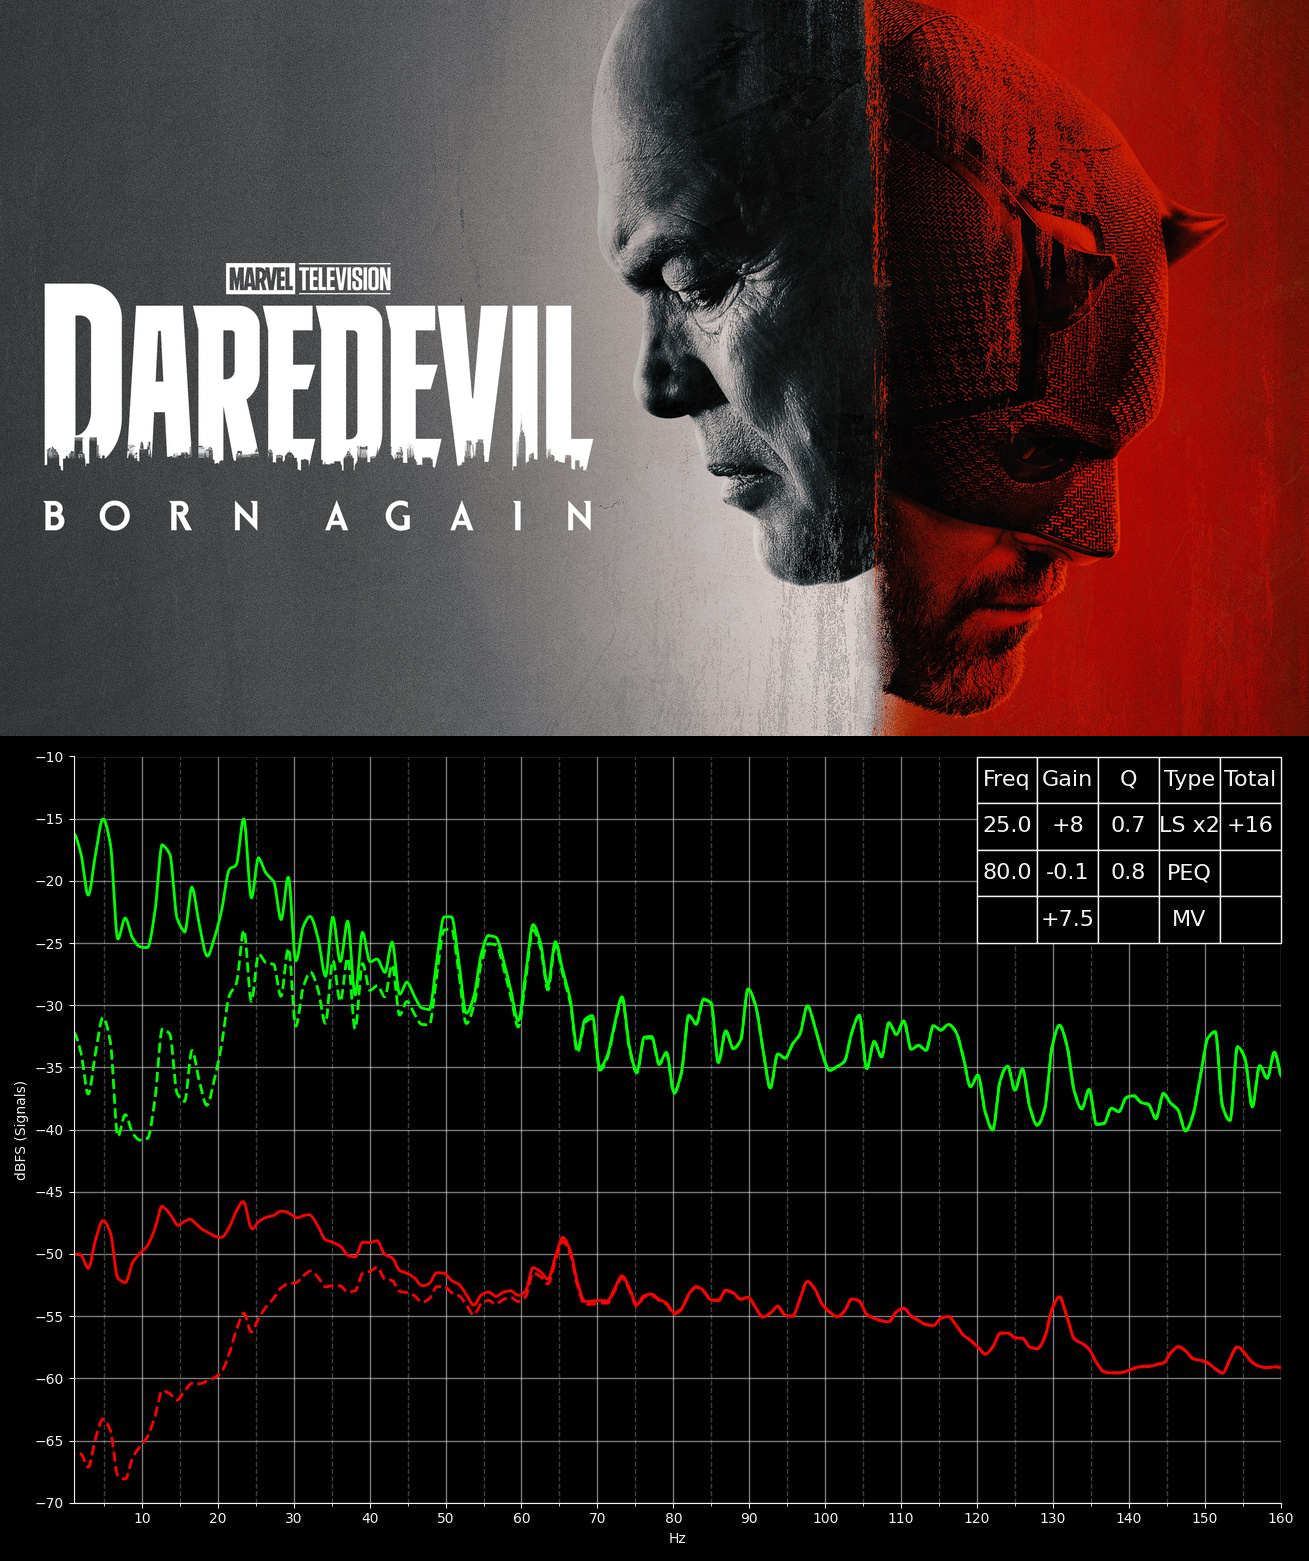 MARVEL TELEVISION
DAREDEVIL
BORN AGAIN
Freq Gain Q Type Total
25.0 +8 0.7 LS x2 +16
80.0 -0.1 0.8 PEQ
+7.5 MV
−10
−15
−20
−25
−30
−35
−40
−45
−50
−55
−60
−65
−70
dBFS (Signals)
10 20 30 40 50 60 70 80 90 100 110 120 130 140 150 160
Hz